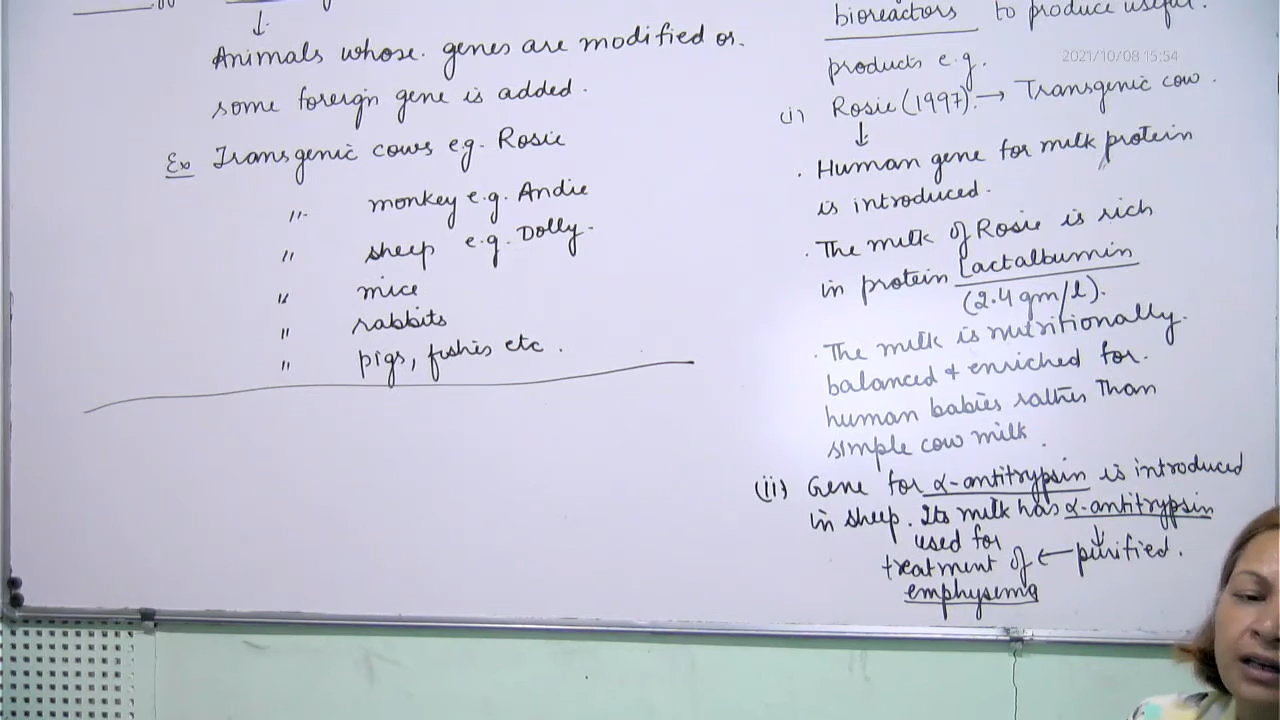 Animals whose genes are modified or
some foreign gene is added.
Ex Transgenic cows e.g. Rosie
" monkey e.g. Andie
" sheep e.g. Dolly.
" mice
" rabbits
" pigs, fishes etc.
bioreactors to produce useful
products e.g.
(i) Rosie (1997) → Transgenic cow.
↓
. Human gene for milk protein
is introduced.
. The milk of Rosie is rich
in protein Lactalbumin
(2.4 gm/l).
. The milk is nutritionally
balanced & enriched for
human babies rather than
simple cow milk.
(ii) Gene for α-antitrypsin is introduced
in sheep. Its milk has α-antitrypsin
↓
used for
treatment of ← purified.
emphysema
2021/10/08 15:54